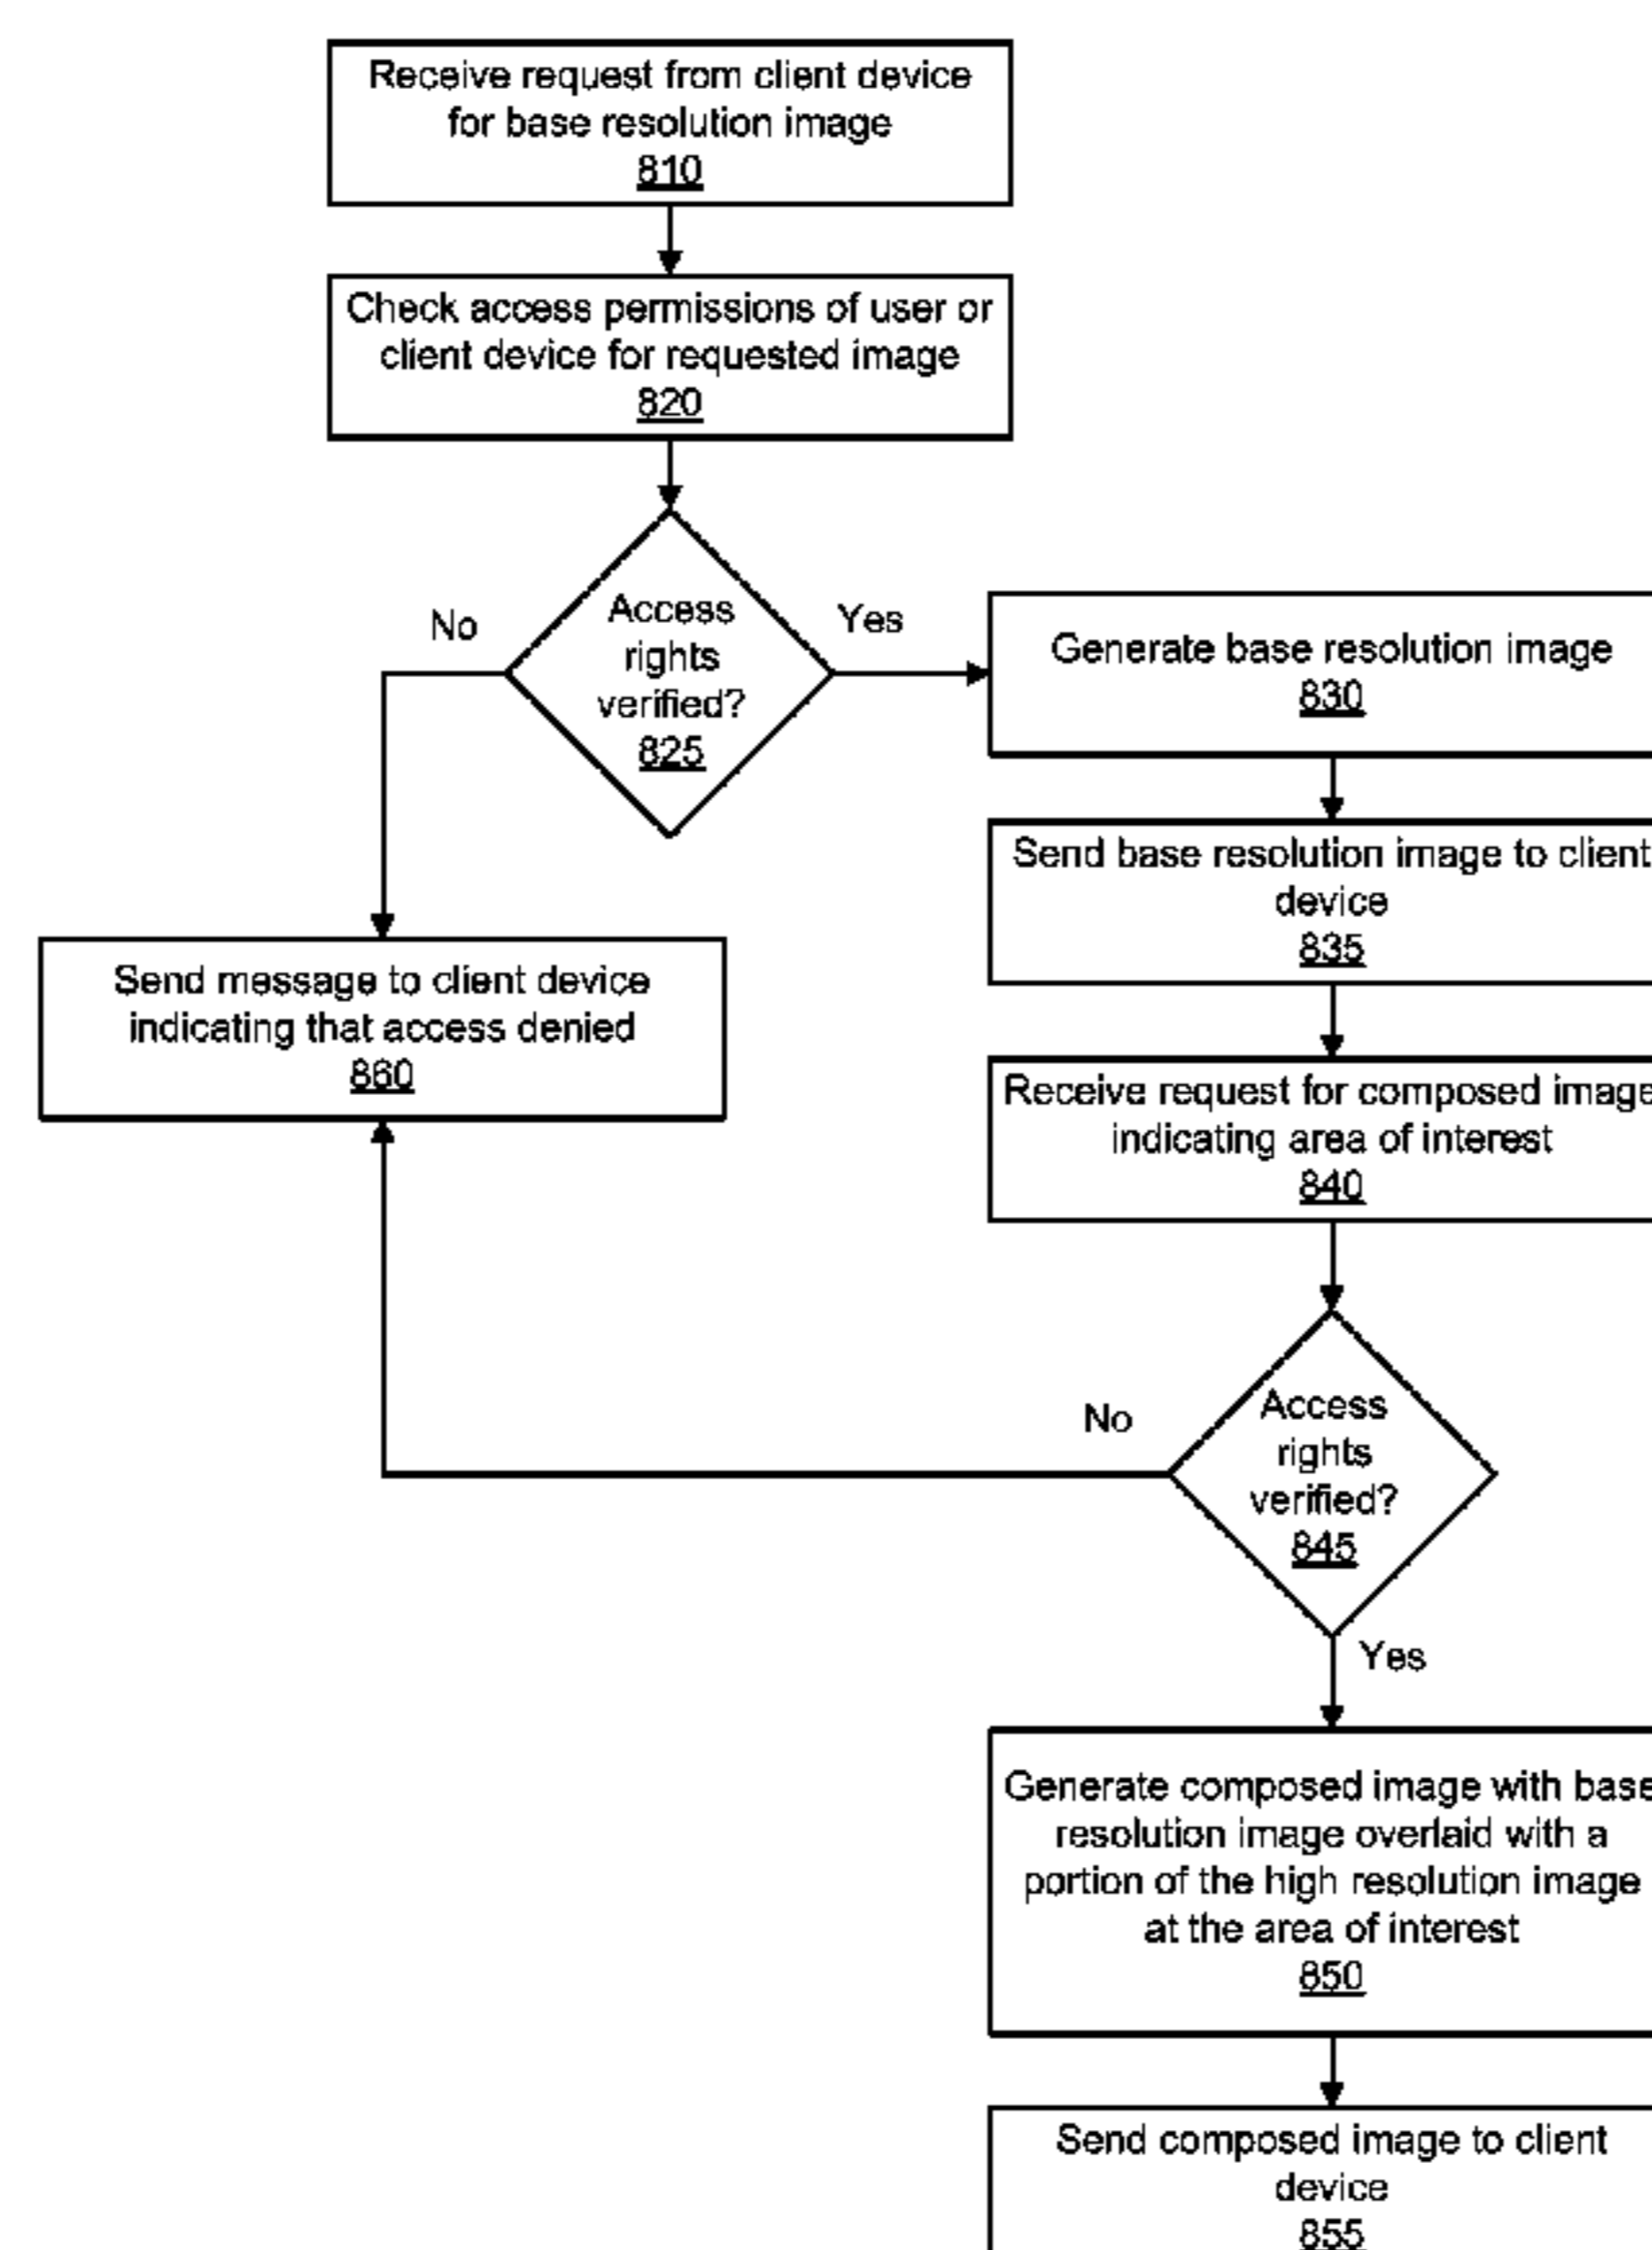 Receive request from client device
for base resolution image
810
Check access permissions of user or
client device for requested image
820
Access
rights
verified?
825
No
Yes
Generate base resolution image
830
Send base resolution image to client
device
835
Send message to client device
indicating that access denied
860
Receive request for composed image
indicating area of interest
840
Access
rights
verified?
845
No
Yes
Generate composed image with base
resolution image overlaid with a
portion of the high resolution image
at the area of interest
850
Send composed image to client
device
855